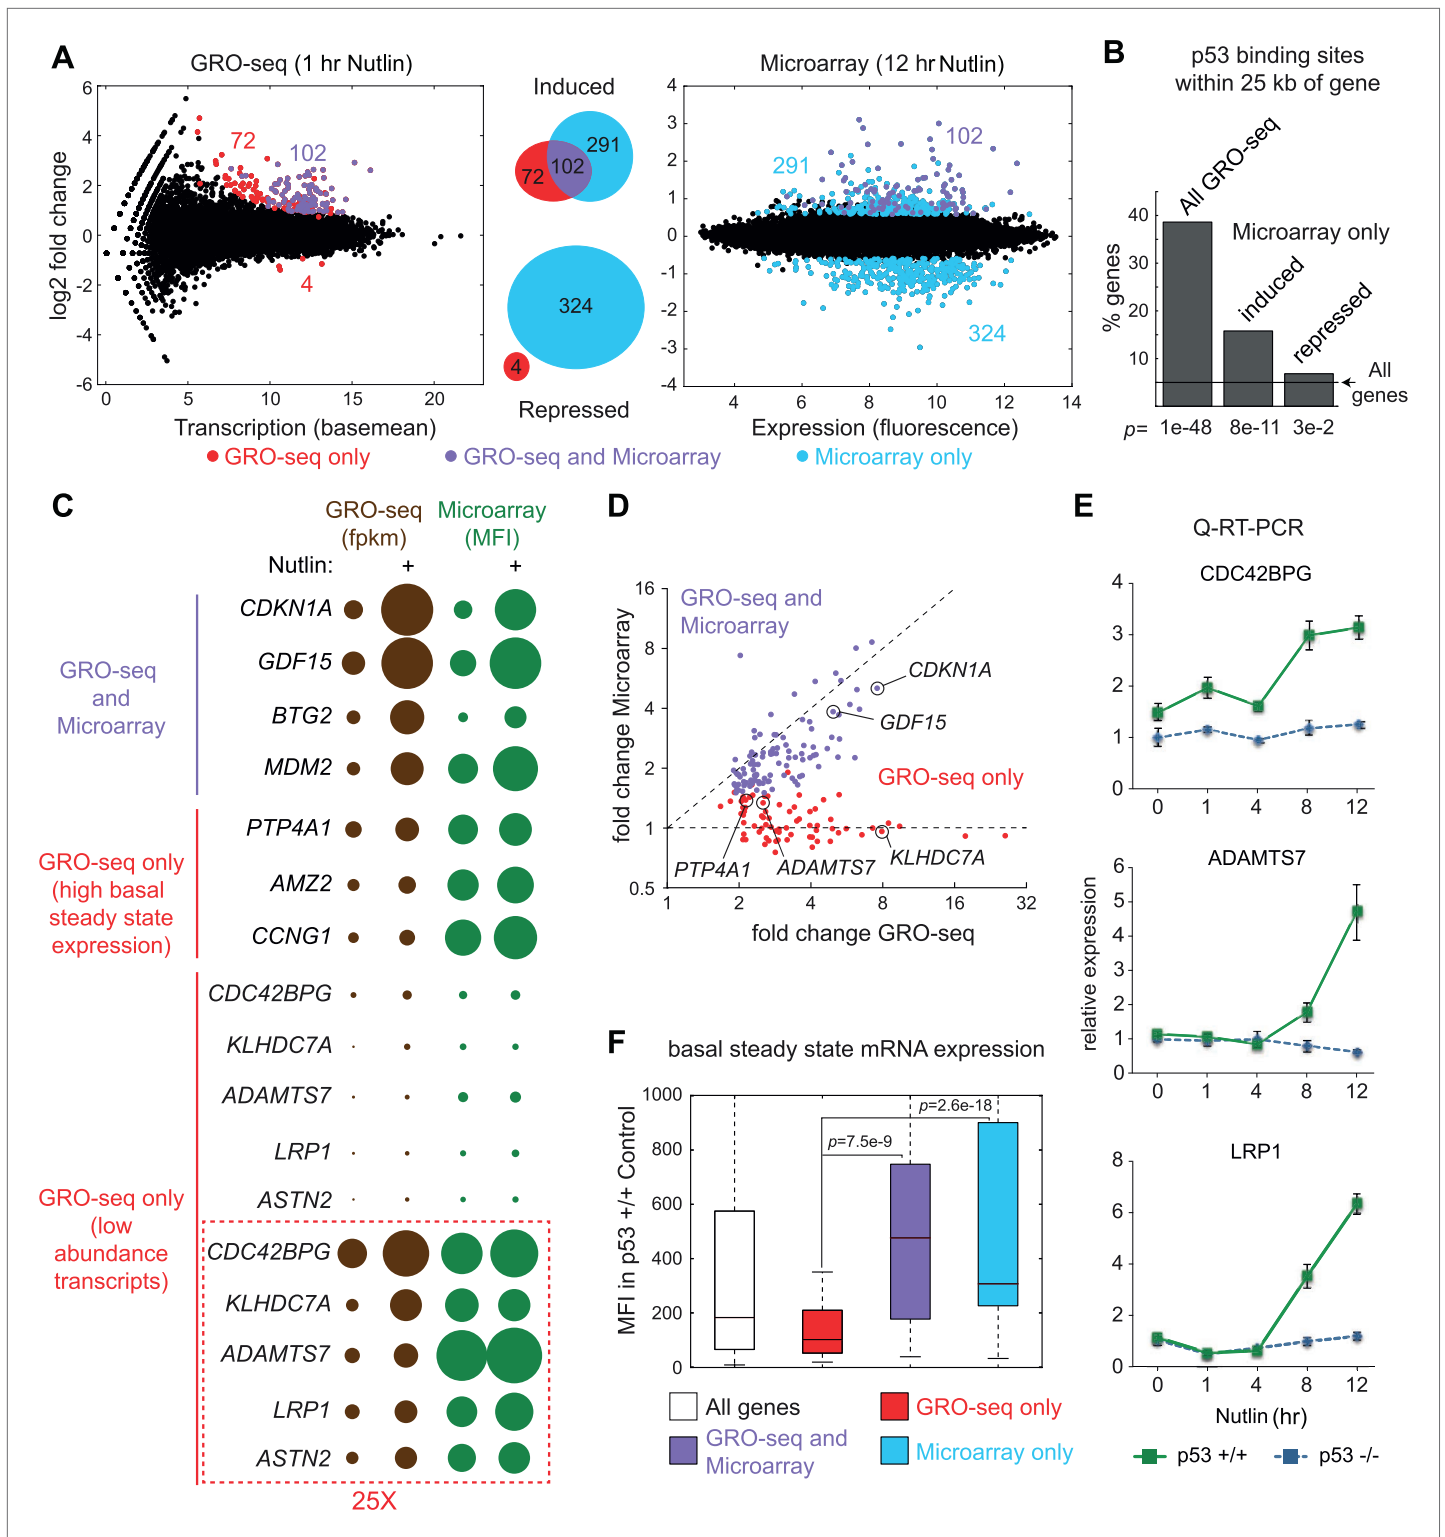 A
GRO-seq (1 hr Nutlin)
log2 fold change
6
4
2
0
-2
-4
-6
72
102
4
0
5
10
15
20
Transcription (basemean)
Induced
72
102
291
324
4
Repressed
Microarray (12 hr Nutlin)
4
3
2
1
0
-1
-2
-3
-4
291
102
324
4
6
8
10
12
14
Expression (fluorescence)
GRO-seq only
GRO-seq and Microarray
Microarray only
B
p53 binding sites
within 25 kb of gene
% genes
40
30
20
10
All GRO-seq
Microarray only
induced
repressed
All
genes
p=
1e-48
8e-11
3e-2
C
GRO-seq
(fpkm)
Microarray
(MFI)
Nutlin:
+
+
GRO-seq
and
Microarray
CDKN1A
GDF15
BTG2
MDM2
GRO-seq only
(high basal
steady state
expression)
PTP4A1
AMZ2
CCNG1
GRO-seq only
(low
abundance
transcripts)
CDC42BPG
KLHDC7A
ADAMTS7
LRP1
ASTN2
CDC42BPG
KLHDC7A
ADAMTS7
LRP1
ASTN2
25X
D
fold change Microarray
16
8
4
2
1
0.5
GRO-seq and
Microarray
CDKN1A
GDF15
GRO-seq only
PTP4A1
ADAMTS7
KLHDC7A
1
2
4
8
16
32
fold change GRO-seq
E
Q-RT-PCR
CDC42BPG
4
3
2
1
0
0
1
4
8
12
ADAMTS7
relative expression
6
5
4
3
2
1
0
0
1
4
8
12
LRP1
8
6
4
2
0
0
1
4
8
12
Nutlin (hr)
p53 +/+
p53 -/-
F
basal steady state mRNA expression
MFI in p53 +/+ Control
1000
800
600
400
200
0
p=7.5e-9
p=2.6e-18
All genes
GRO-seq only
GRO-seq and
Microarray
Microarray only